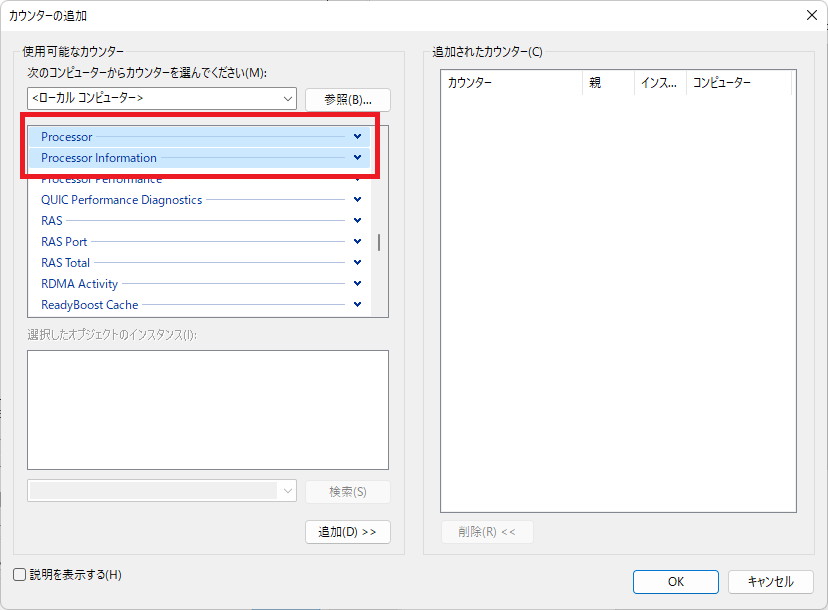 カウンターの追加
使用可能なカウンター
次のコンピューターからカウンターを選んでください(M):
<ローカル コンピューター>
参照(B)...
Processor
Processor Information
Processor Performance
QUIC Performance Diagnostics
RAS
RAS Port
RAS Total
RDMA Activity
ReadyBoost Cache
選択したオブジェクトのインスタンス(I):
検索(S)
追加(D) >>
説明を表示する(H)
追加されたカウンター(C)
カウンター 親 インス... コンピューター
削除(R) <<
OK キャンセル